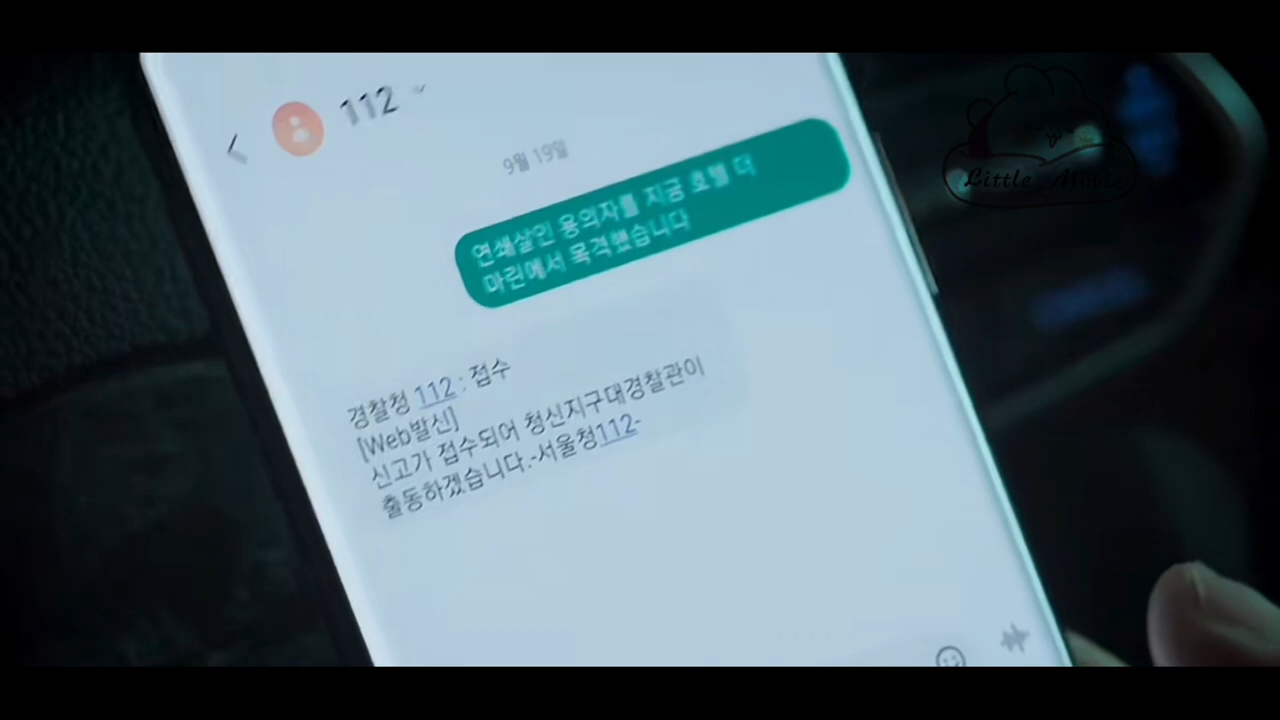 112
9월 19일
연쇄살인 용의자를 지금 호텔 더
마린에서 목격했습니다
경찰청 112 : 접수
[Web발신]
신고가 접수되어 청신지구대경찰관이
출동하겠습니다.-서울청112-
Little Movie